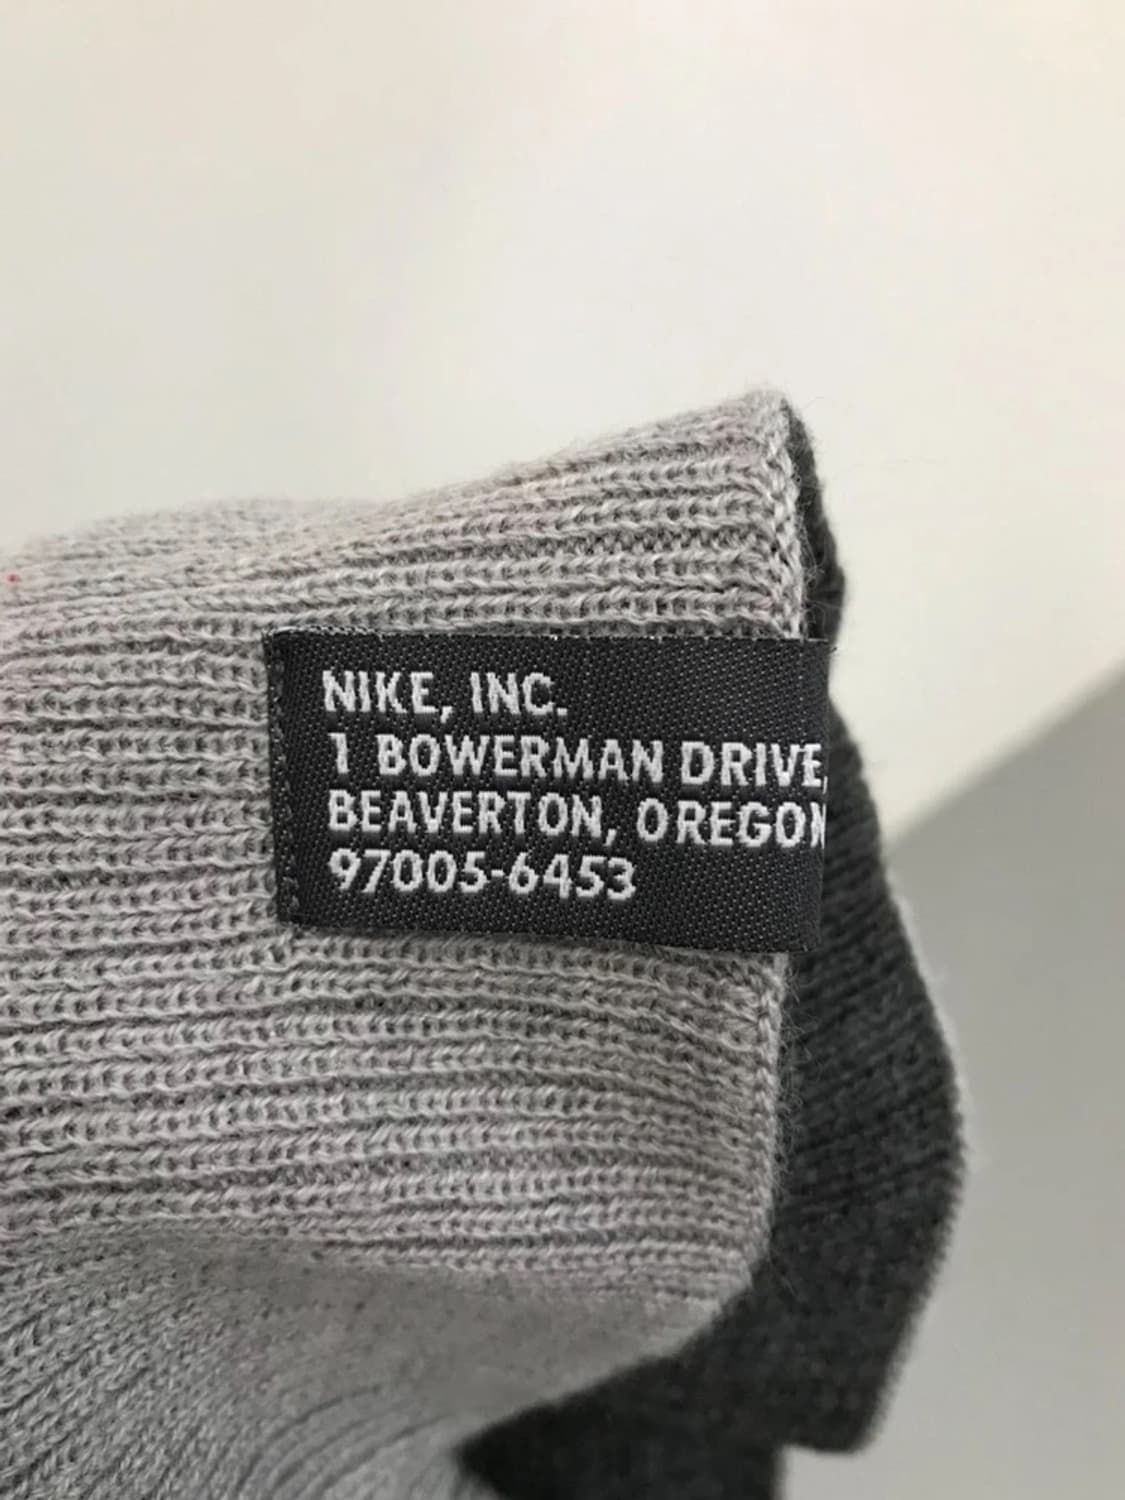 NIKE, INC.
1 BOWERMAN DRIVE,
BEAVERTON, OREGON
97005-6453